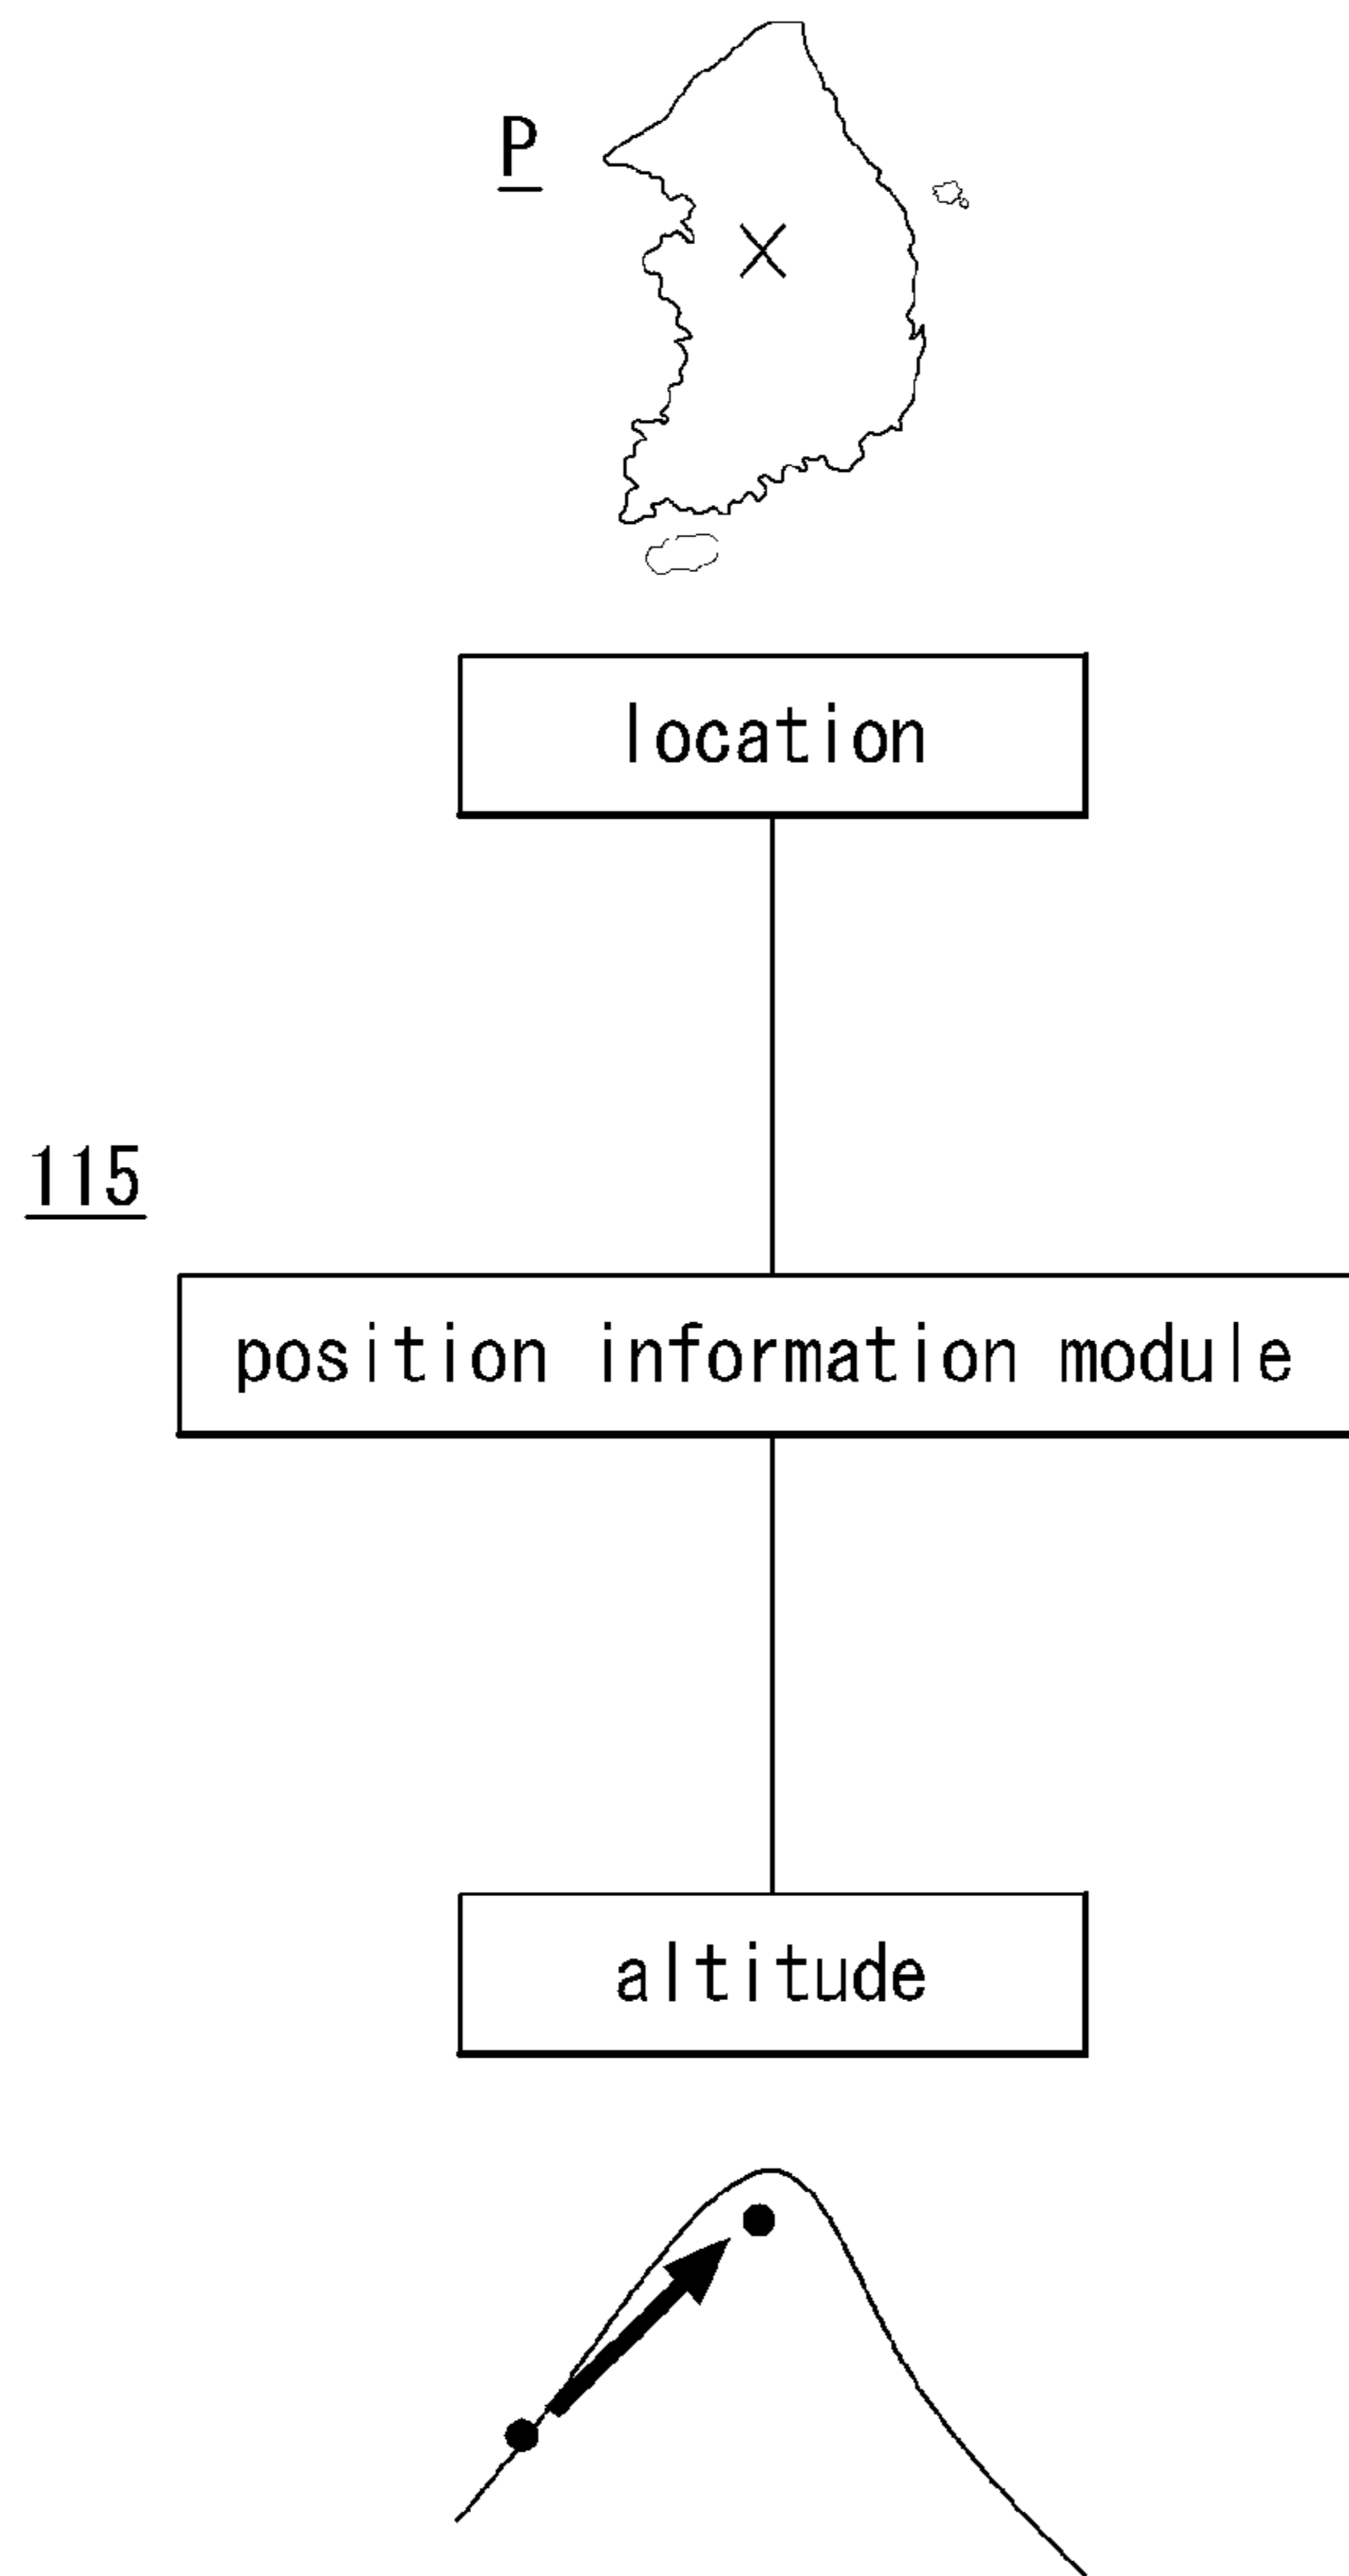 P
location
115
position information module
altitude